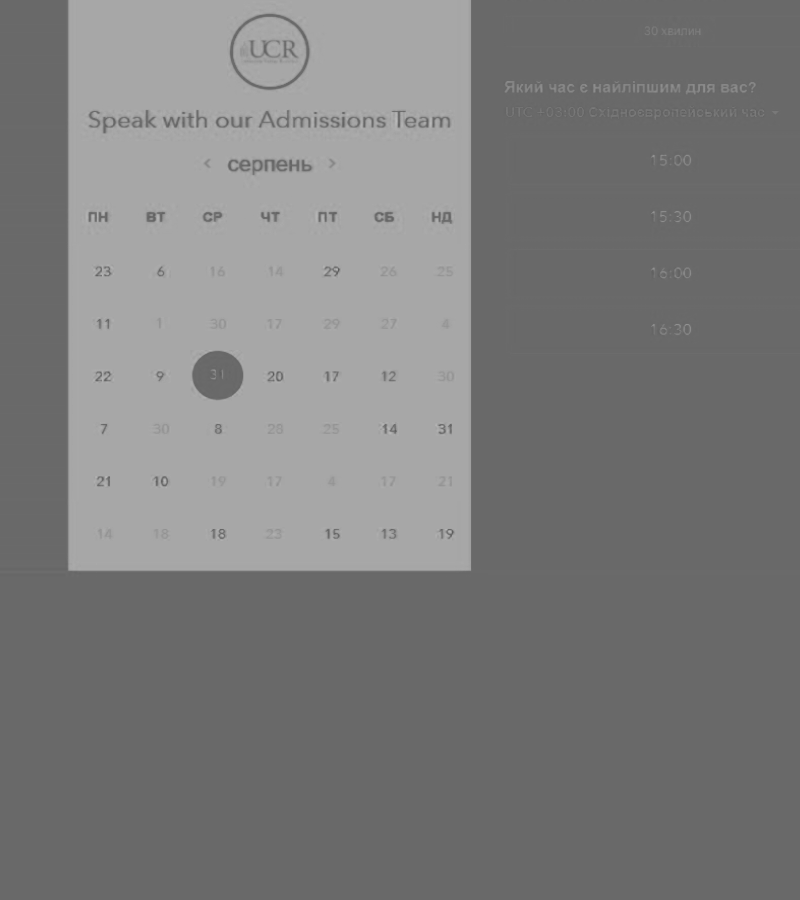 UCR
Speak with our Admissions Team
< серпень >
ПН ВТ СР ЧТ ПТ СБ НД
23 6 16 14 29 26 25
11 1 30 17 29 27 4
22 9 31 20 17 12 30
7 30 8 28 25 14 31
21 10 19 17 4 17 21
14 18 18 23 15 13 19
30 хвилин
Який час є найліпшим для вас?
UTC +03:00 Східноєвропейський час
15:00
15:30
16:00
16:30